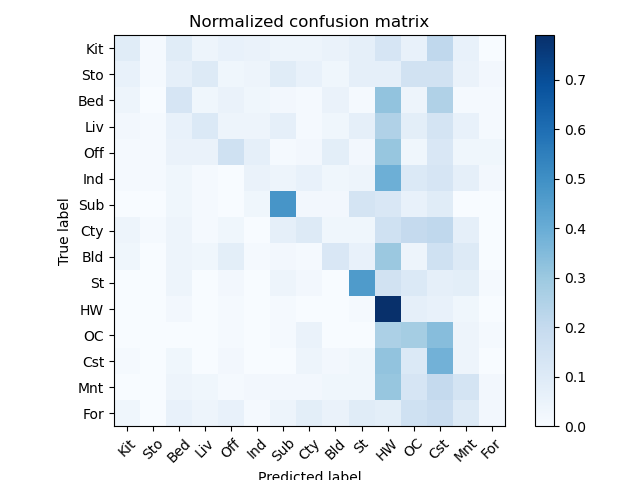 Normalized confusion matrix
True label
Kit
Sto
Bed
Liv
Off
Ind
Sub
Cty
Bld
St
HW
OC
Cst
Mnt
For
Kit Sto Bed Liv Off Ind Sub Cty Bld St HW OC Cst Mnt For
Predicted label
0.7
0.6
0.5
0.4
0.3
0.2
0.1
0.0